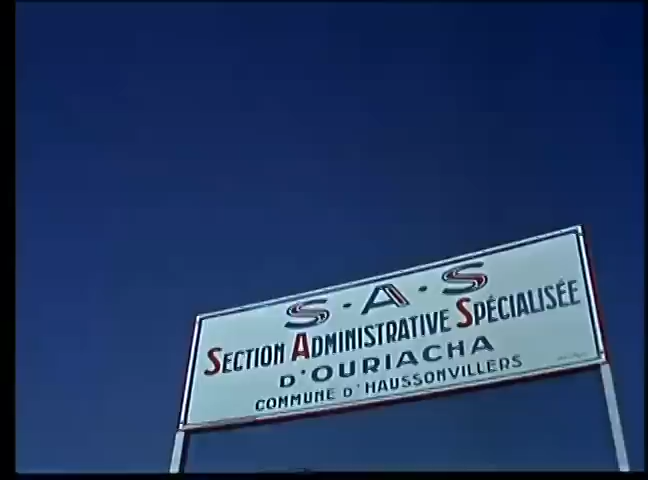 S·A·S
SECTION ADMINISTRATIVE SPÉCIALISÉE
D'OURIACHA
COMMUNE D'HAUSSONVILLERS